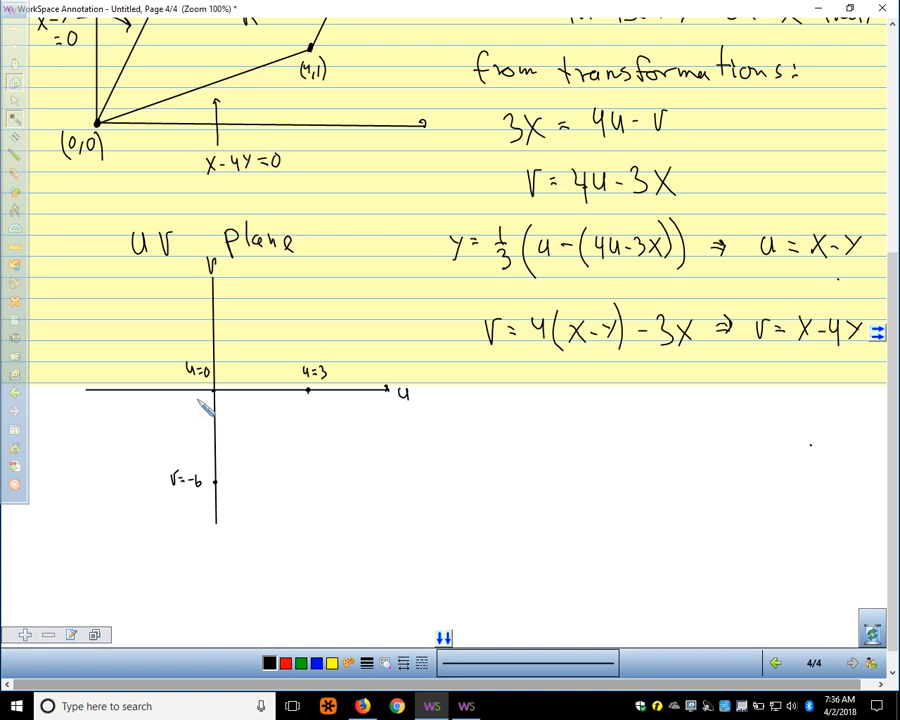 WorkSpace Annotation - Untitled, Page 4/4 (Zoom 100%) *
= 0
(4,1)
from transformations:
(0,0)
3X = 4u - v
X - 4Y = 0
v = 4u - 3X
uv plane
y = 1/3 (u - (4u - 3X)) ⇒ u = X - Y
v
v = 4(X - Y) - 3X ⇒ v = X - 4Y
u=0
u=3
u
v=-6
4/4
Type here to search
WS
WS
7:36 AM
4/2/2018